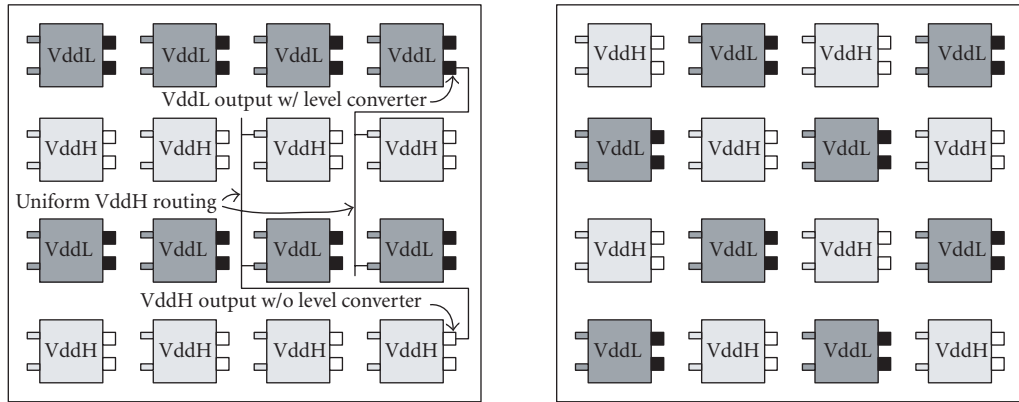 VddL VddL VddL VddL
VddL output w/ level converter
VddH VddH VddH VddH
Uniform VddH routing
VddL VddL VddL VddL
VddH output w/o level converter
VddH VddH VddH VddH
VddH VddL VddH VddL
VddL VddH VddL VddH
VddH VddL VddH VddL
VddL VddH VddL VddH